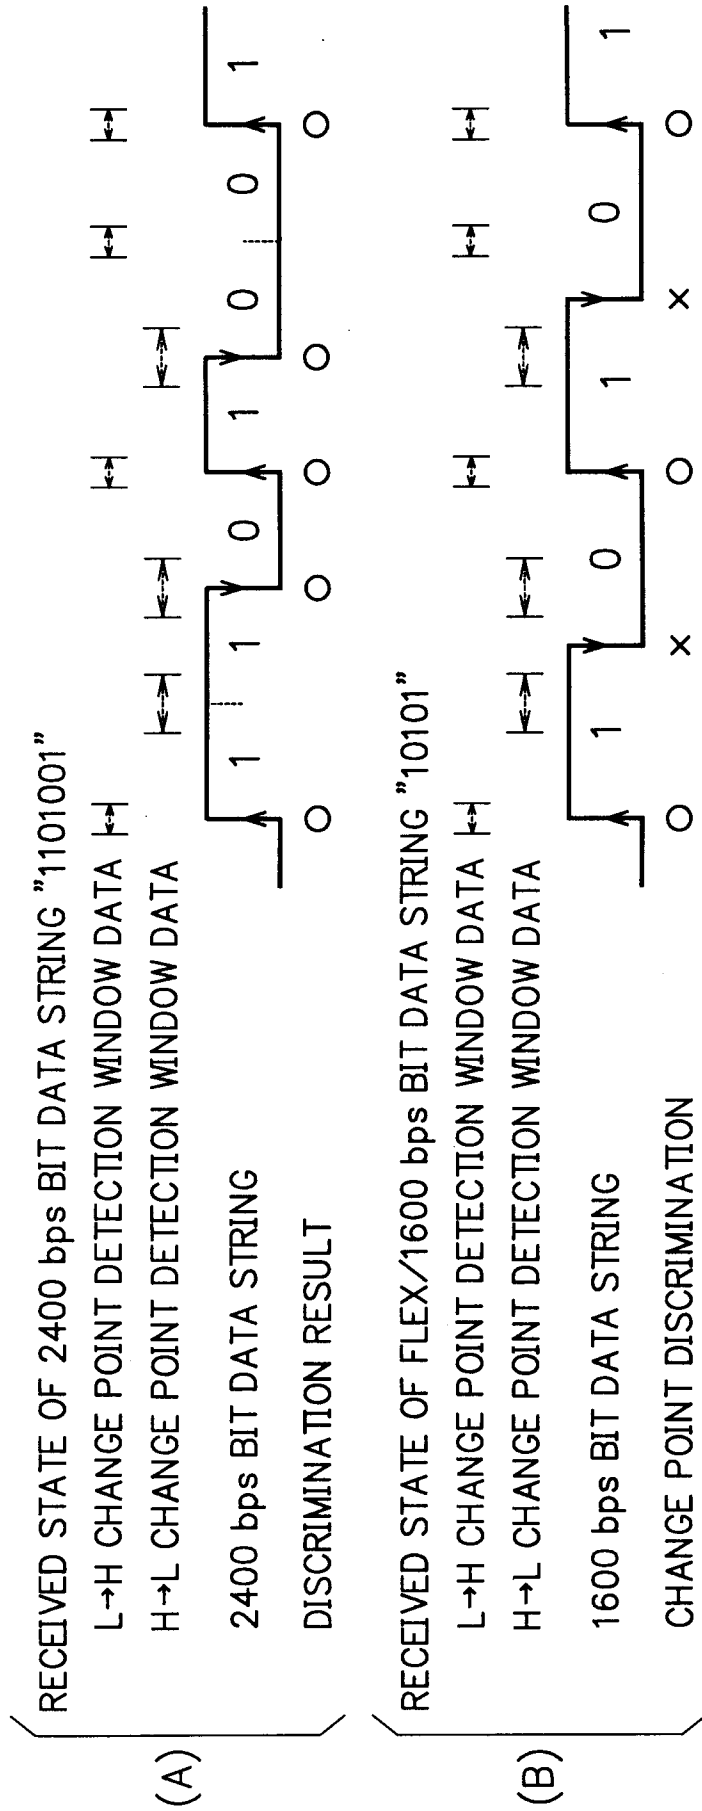 (A)
RECEIVED STATE OF 2400 bps BIT DATA STRING "1101001"
L→H CHANGE POINT DETECTION WINDOW DATA
H→L CHANGE POINT DETECTION WINDOW DATA
2400 bps BIT DATA STRING 1 1 0 1 0 0 1
DISCRIMINATION RESULT ○ ○ ○ ○ ○
(B)
RECEIVED STATE OF FLEX/1600 bps BIT DATA STRING "10101"
L→H CHANGE POINT DETECTION WINDOW DATA
H→L CHANGE POINT DETECTION WINDOW DATA
1600 bps BIT DATA STRING 1 0 1 0 1
CHANGE POINT DISCRIMINATION ○ × ○ × ○